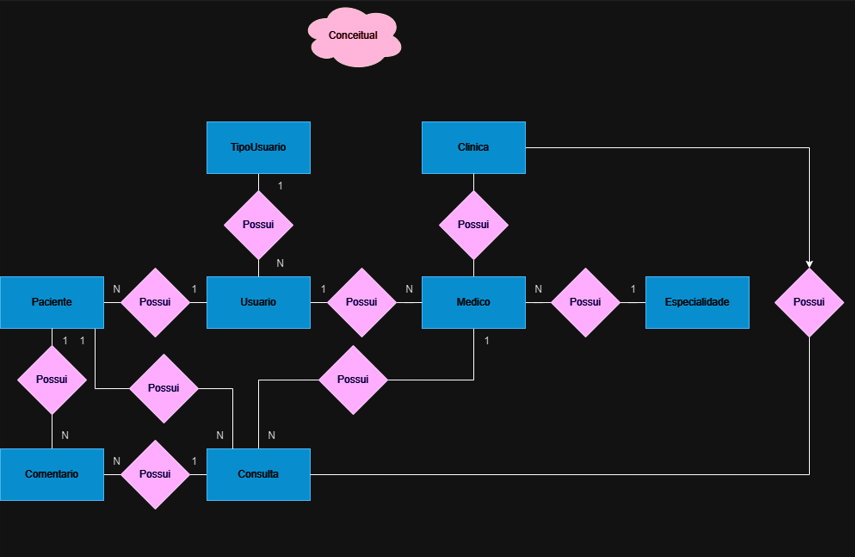 Conceitual
TipoUsuario
Clinica
1
Possui
Possui
N
Paciente
N
Possui
1
Usuario
1
Possui
N
Medico
N
Possui
1
Especialidade
Possui
1
1
1
Possui
Possui
Possui
N
N
N
Comentario
N
Possui
1
Consulta